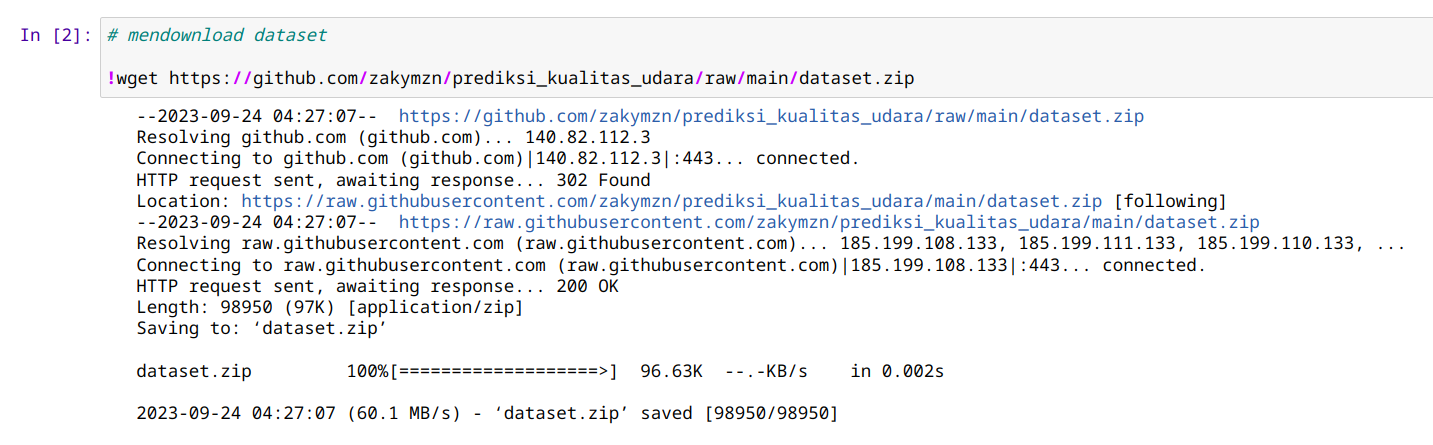 In [2]: # mendownload dataset
!wget https://github.com/zakymzn/prediksi_kualitas_udara/raw/main/dataset.zip
--2023-09-24 04:27:07-- https://github.com/zakymzn/prediksi_kualitas_udara/raw/main/dataset.zip
Resolving github.com (github.com)... 140.82.112.3
Connecting to github.com (github.com)|140.82.112.3|:443... connected.
HTTP request sent, awaiting response... 302 Found
Location: https://raw.githubusercontent.com/zakymzn/prediksi_kualitas_udara/main/dataset.zip [following]
--2023-09-24 04:27:07-- https://raw.githubusercontent.com/zakymzn/prediksi_kualitas_udara/main/dataset.zip
Resolving raw.githubusercontent.com (raw.githubusercontent.com)... 185.199.108.133, 185.199.111.133, 185.199.110.133, ...
Connecting to raw.githubusercontent.com (raw.githubusercontent.com)|185.199.108.133|:443... connected.
HTTP request sent, awaiting response... 200 OK
Length: 98950 (97K) [application/zip]
Saving to: ‘dataset.zip’
dataset.zip 100%[===================>] 96.63K --.-KB/s in 0.002s
2023-09-24 04:27:07 (60.1 MB/s) - ‘dataset.zip’ saved [98950/98950]